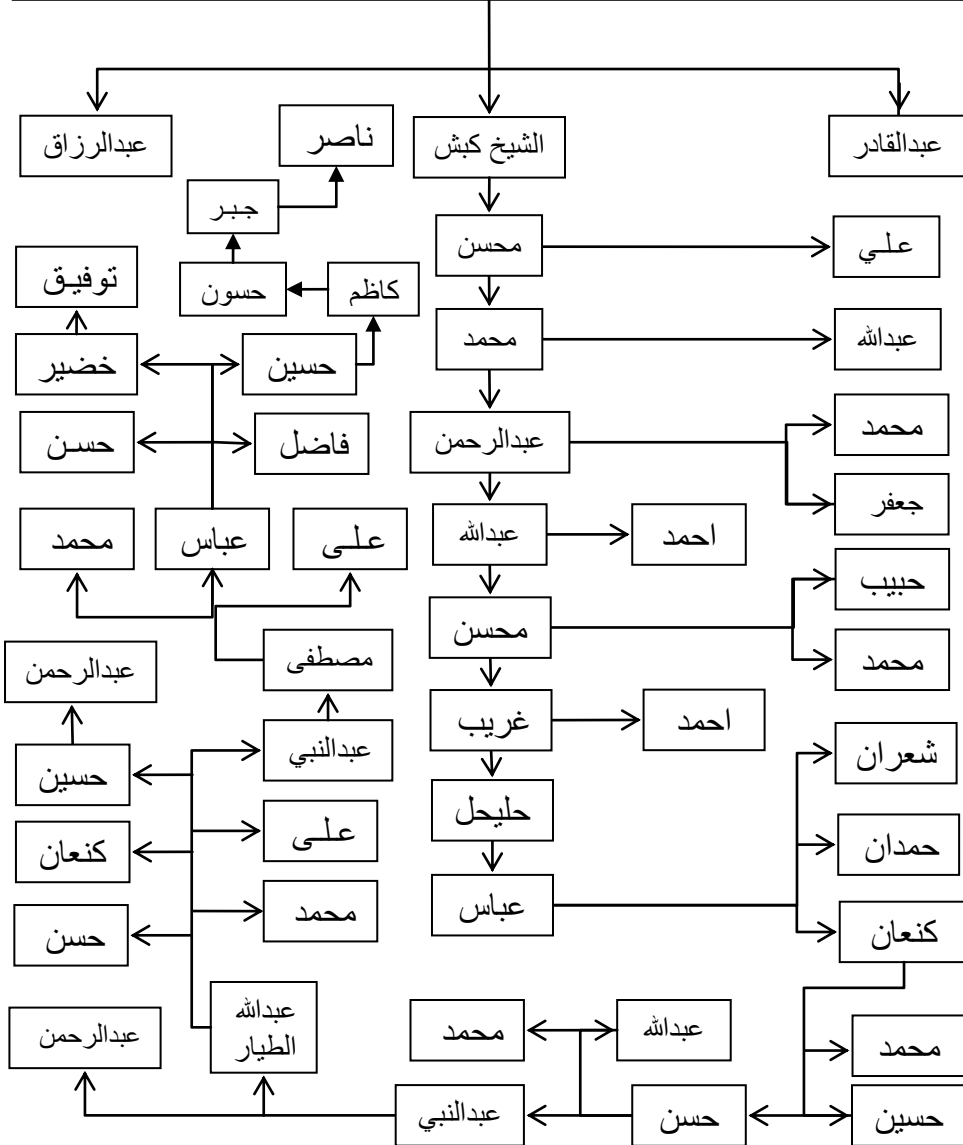 عبدالقادر
الشيخ كبش
عبدالرزاق
ناصر
جبر
محسن
علي
توفيق
حسون
كاظم
محمد
عبدالله
خضير
حسين
عبدالرحمن
محمد
حسن
فاضل
جعفر
محمد
عباس
علـى
عبدالله
احمد
حبيب
محسن
محمد
مصطفى
عبدالرحمن
غريب
احمد
عبدالنبي
حسين
شعران
حليحل
علـى
كنعان
حمدان
عباس
محمد
حسن
كنعان
عبدالله
الطيار
عبدالرحمن
محمد
عبدالله
محمد
حسين
حسن
عبدالنبي